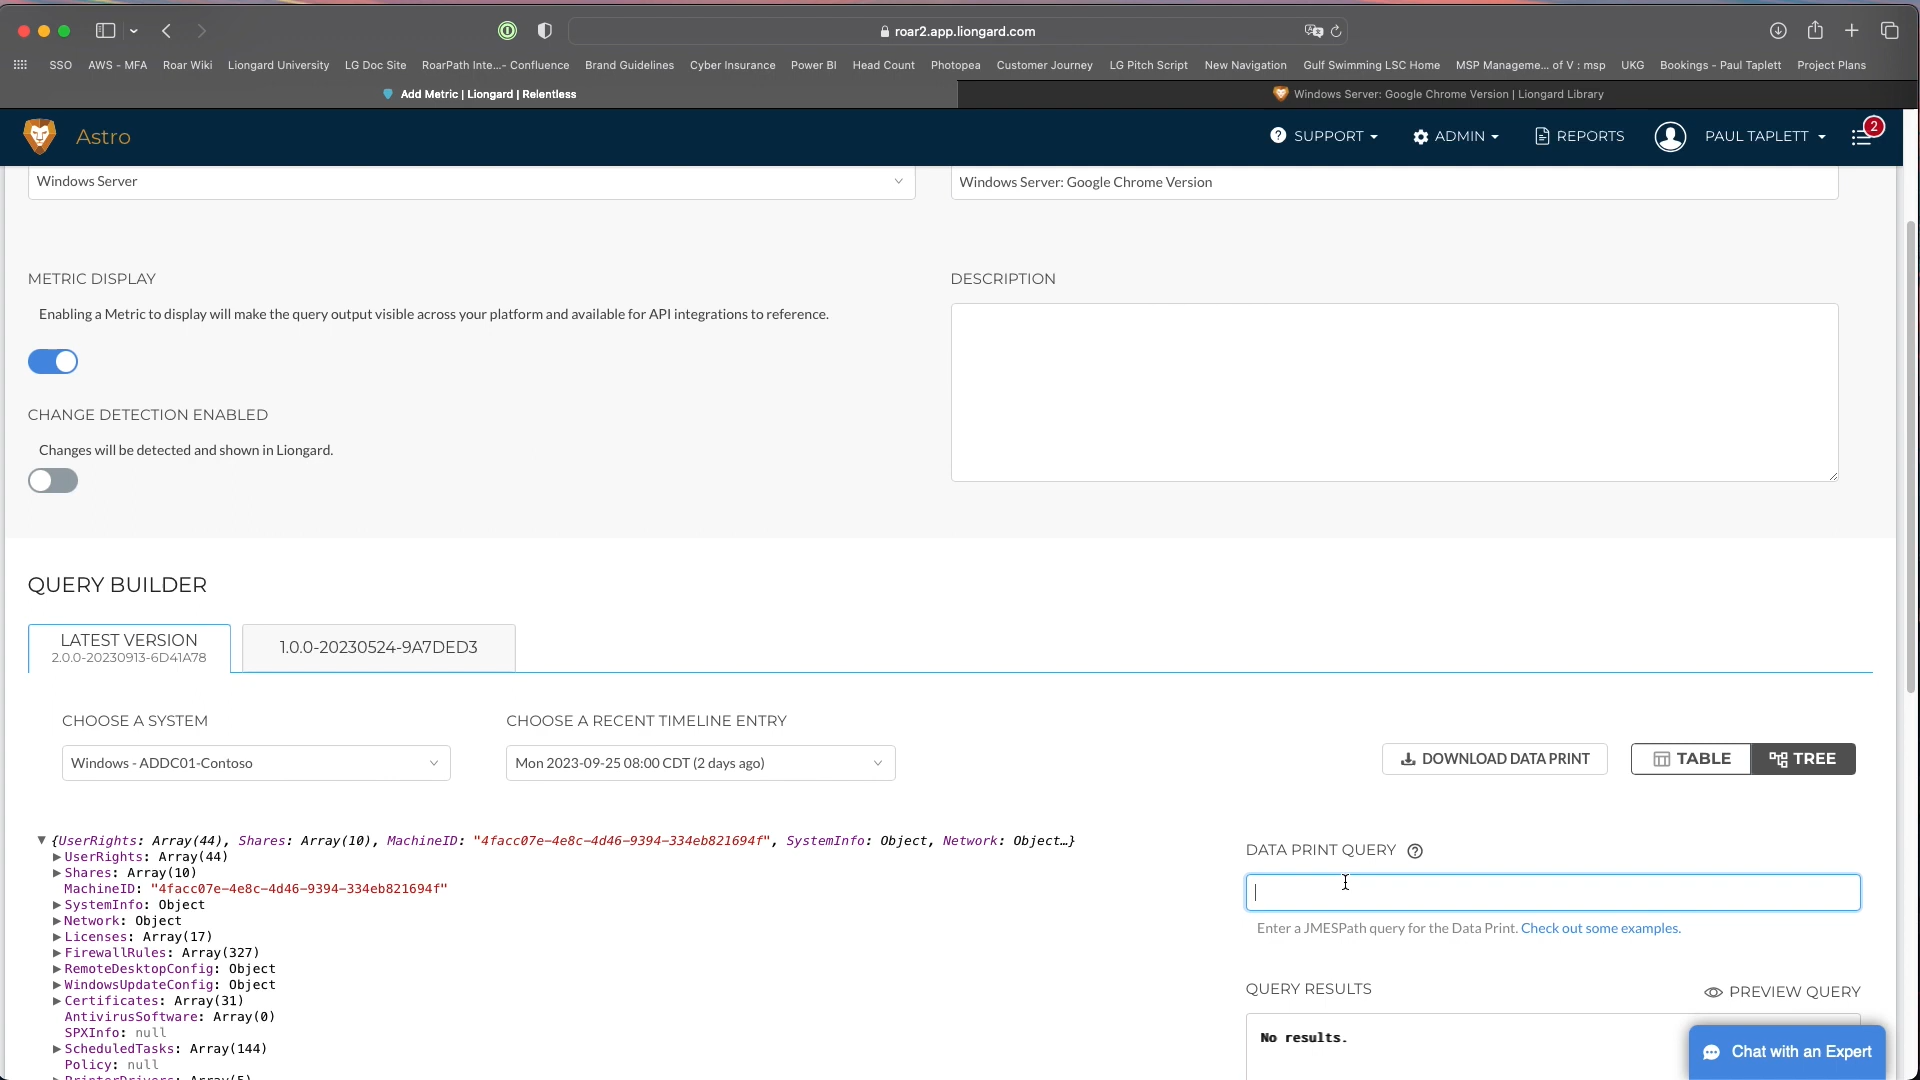 roar2.app.liongard.com
SSO AWS - MFA Roar Wiki Liongard University LG Doc Site RoarPath Inte...- Confluence Brand Guidelines Cyber Insurance Power BI Head Count Photopea Customer Journey LG Pitch Script New Navigation Gulf Swimming LSC Home MSP Manageme... of V : msp UKG Bookings - Paul Taplett Project Plans
Add Metric | Liongard | Relentless
Windows Server: Google Chrome Version | Liongard Library
Astro
SUPPORT
ADMIN
REPORTS
PAUL TAPLETT
2
Windows Server
Windows Server: Google Chrome Version
METRIC DISPLAY
DESCRIPTION
Enabling a Metric to display will make the query output visible across your platform and available for API integrations to reference.
CHANGE DETECTION ENABLED
Changes will be detected and shown in Liongard.
QUERY BUILDER
LATEST VERSION
2.0.0-20230913-6D41A78
1.0.0-20230524-9A7DED3
CHOOSE A SYSTEM
CHOOSE A RECENT TIMELINE ENTRY
Windows - ADDC01-Contoso
Mon 2023-09-25 08:00 CDT (2 days ago)
DOWNLOAD DATA PRINT
TABLE
TREE
{UserRights: Array(44), Shares: Array(10), MachineID: "4facc07e-4e8c-4d46-9394-334eb821694f", SystemInfo: Object, Network: Object…}
UserRights: Array(44)
Shares: Array(10)
MachineID: "4facc07e-4e8c-4d46-9394-334eb821694f"
SystemInfo: Object
Network: Object
Licenses: Array(17)
FirewallRules: Array(327)
RemoteDesktopConfig: Object
WindowsUpdateConfig: Object
Certificates: Array(31)
AntivirusSoftware: Array(0)
SPXInfo: null
ScheduledTasks: Array(144)
Policy: null
PrinterDrivers: Array(5)
DATA PRINT QUERY
Enter a JMESPath query for the Data Print. Check out some examples.
QUERY RESULTS
PREVIEW QUERY
No results.
Chat with an Expert